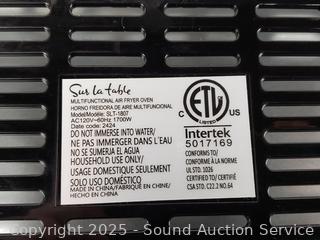 Sur la table
MULTIFUNCTIONAL AIR FRYER OVEN
HORNO FREIDORA DE AIRE MULTIFUNCIONAL
Model/Modèle: SLT-1807
AC120V~60Hz 1700W
Date code: 2424
DO NOT IMMERSE INTO WATER/
NE PAS IMMERGER DANS L'EAU
NO SE SUMERJA EL AGUA
HOUSEHOLD USE ONLY/
USAGE DOMESTIQUE SEULEMENT
SOLO USO DOMÉSTICO
MADE IN CHINA/FABRIQUÉ EN CHINE/
HECHO EN CHINA
ETL
LISTED
C US
Intertek
5017169
CONFORMS TO/
CONFORME À LA NORME
UL STD. 1026
CERTIFIED TO/CERTIFIÉ
CSA STD. C22.2 NO.64
Copyright 2025 - Sound Auction Service